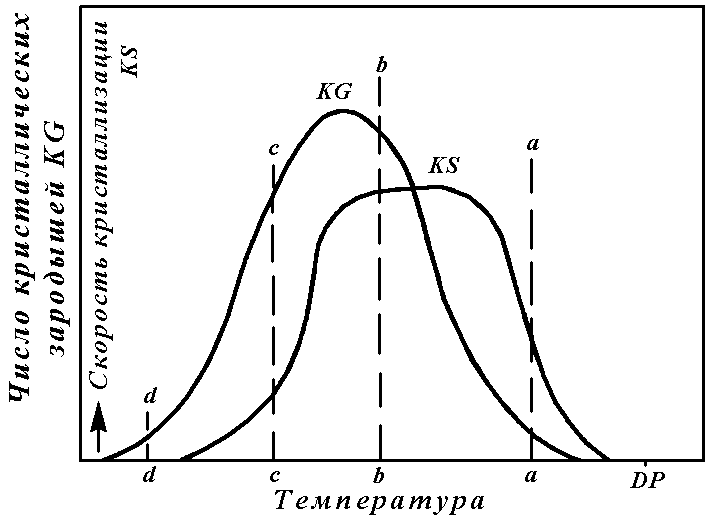 Число кристаллических
зародышей KG
Скорость кристаллизации
KS
KG
KS
b
c
a
d
d
c
b
a
DP
Температура